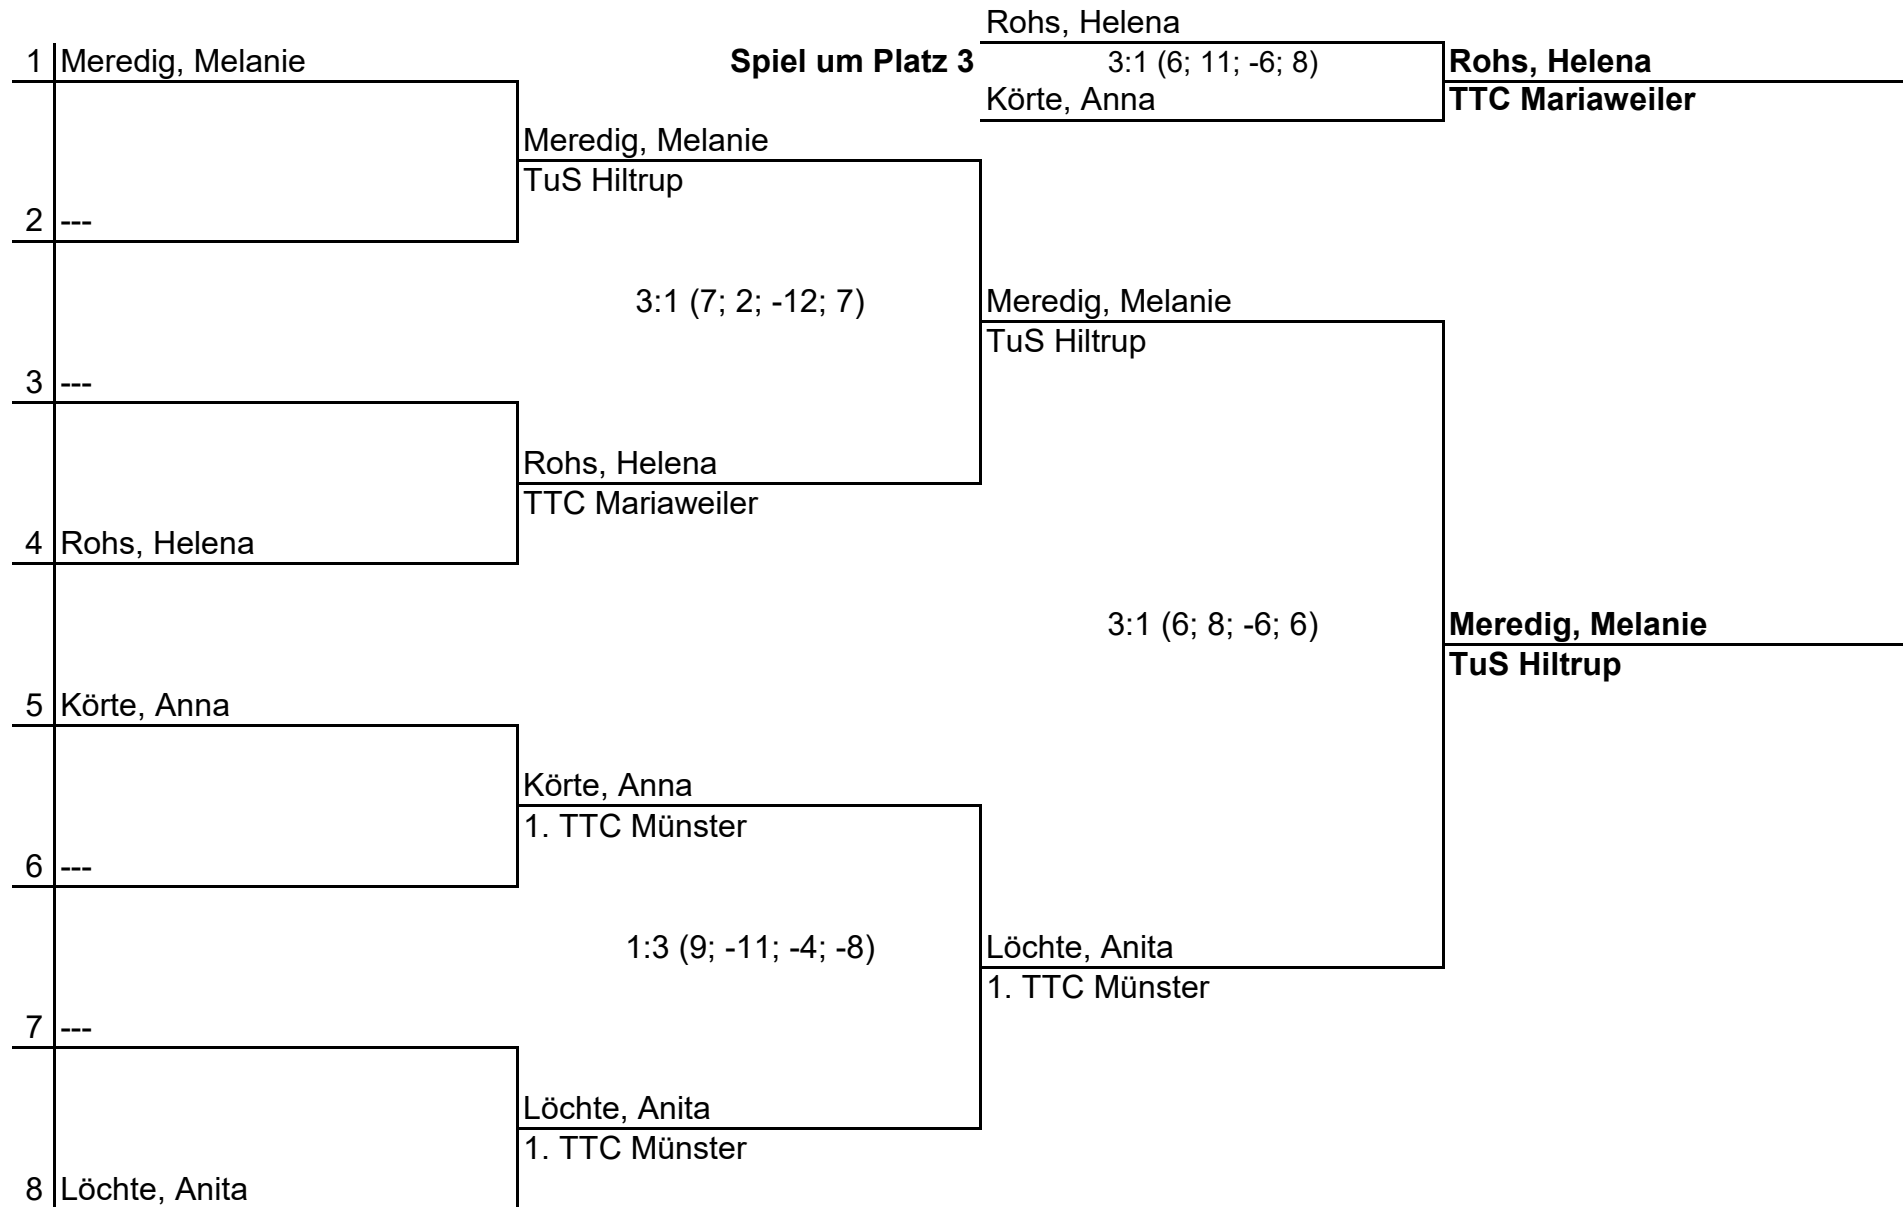 Rohs, Helena
1 Meredig, Melanie
Spiel um Platz 3
3:1 (6; 11; -6; 8)
Rohs, Helena
Körte, Anna
TTC Mariaweiler
Meredig, Melanie
TuS Hiltrup
2 ---
3:1 (7; 2; -12; 7)
Meredig, Melanie
TuS Hiltrup
3 ---
Rohs, Helena
TTC Mariaweiler
4 Rohs, Helena
3:1 (6; 8; -6; 6)
Meredig, Melanie
TuS Hiltrup
5 Körte, Anna
Körte, Anna
1. TTC Münster
6 ---
1:3 (9; -11; -4; -8)
Löchte, Anita
1. TTC Münster
7 ---
Löchte, Anita
1. TTC Münster
8 Löchte, Anita